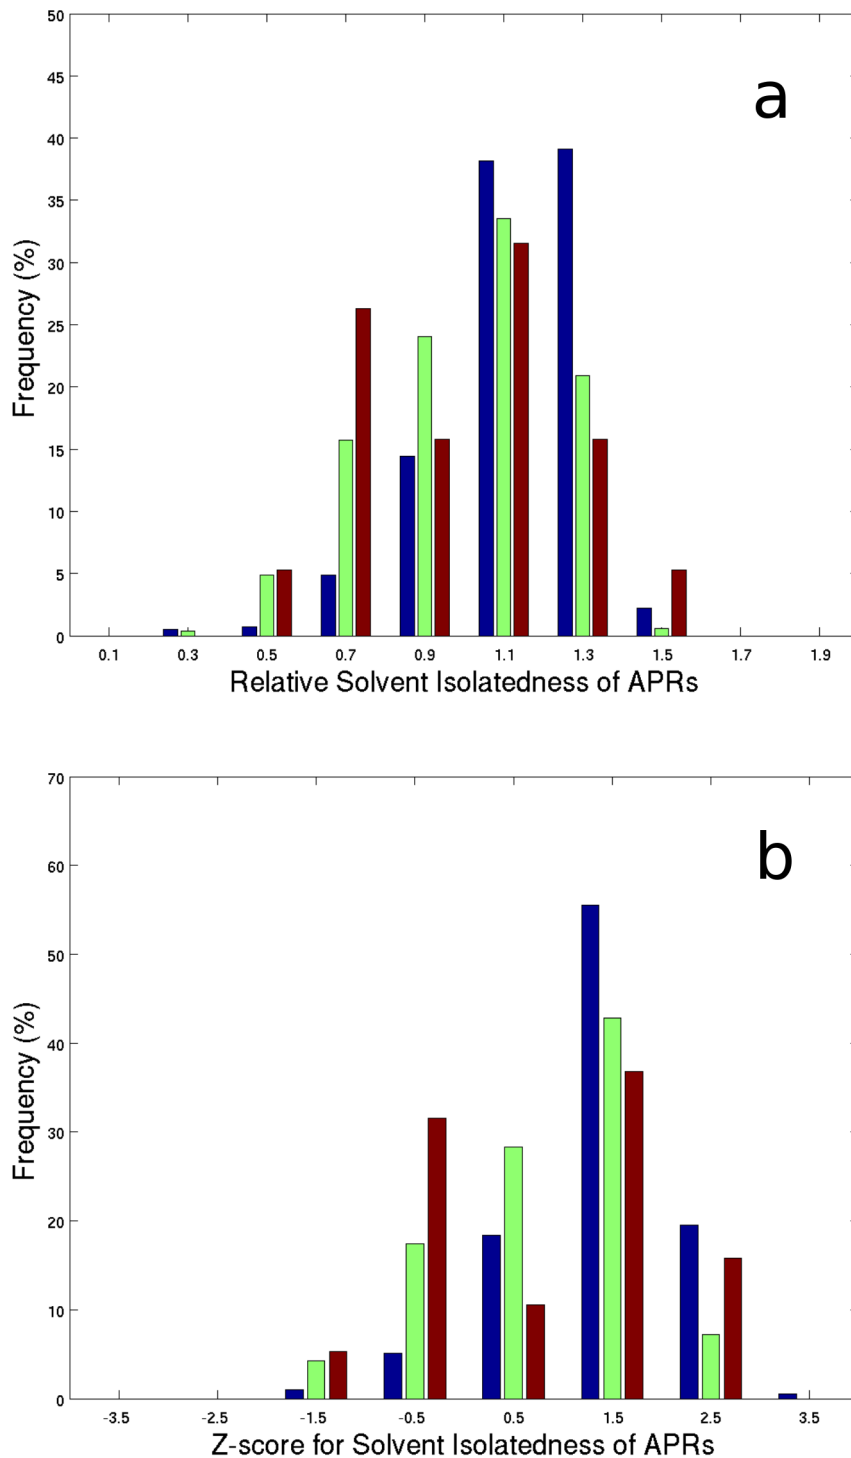 50
45
40
35
30
25
20
15
10
5
0
Frequency (%)
a
0.1 0.3 0.5 0.7 0.9 1.1 1.3 1.5 1.7 1.9
Relative Solvent Isolatedness of APRs
70
60
50
40
30
20
10
0
Frequency (%)
b
-3.5 -2.5 -1.5 -0.5 0.5 1.5 2.5 3.5
Z-score for Solvent Isolatedness of APRs